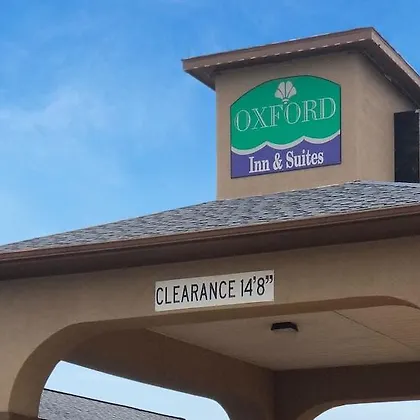 OXFORD
Inn & Suites
CLEARANCE 14'8"